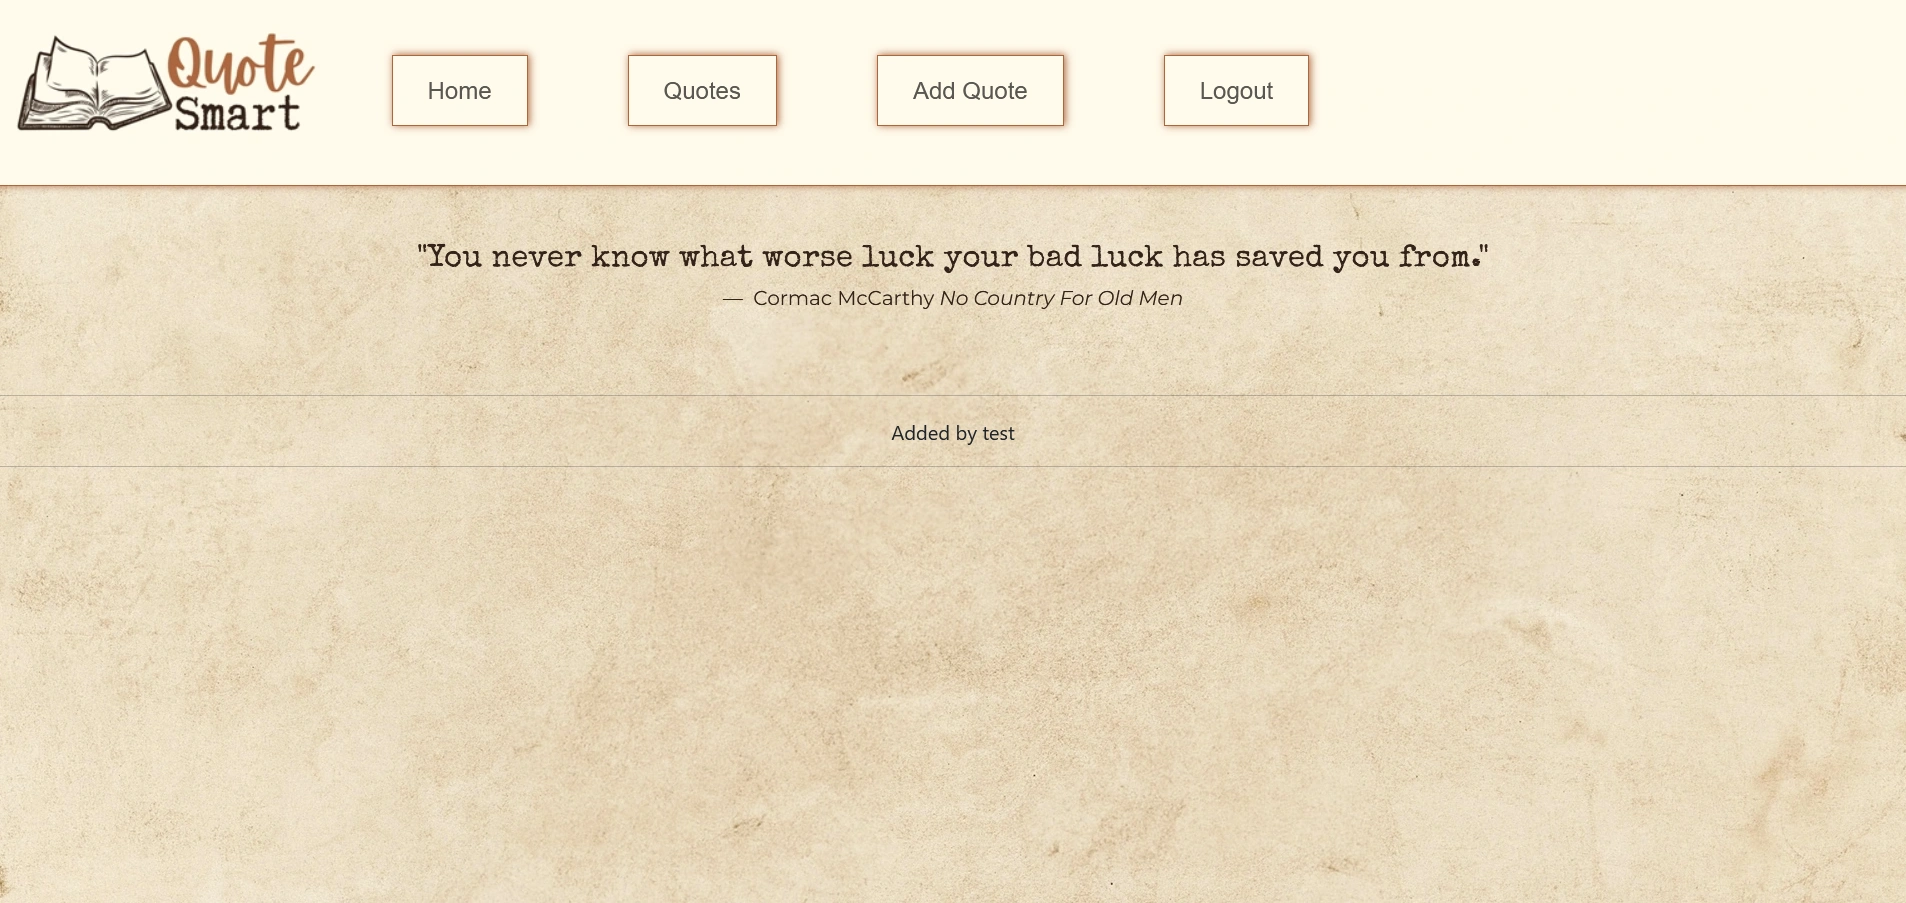 Quote
Smart
Home
Quotes
Add Quote
Logout
"You never know what worse luck your bad luck has saved you from."
— Cormac McCarthy No Country For Old Men
Added by test